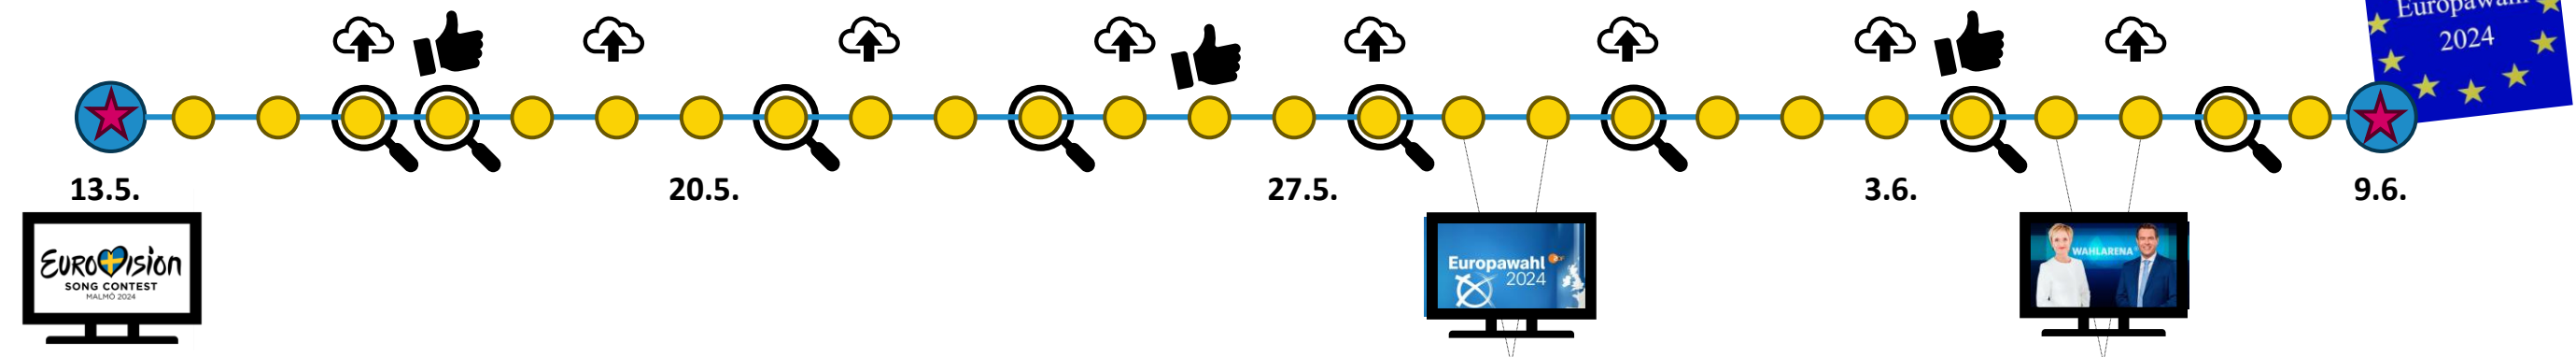 Europawahl
2024
13.5.
20.5.
27.5.
3.6.
9.6.
EUROVISION
SONG CONTEST
MALMÖ 2024
Europawahl
2024
ZDF
WAHLARENA